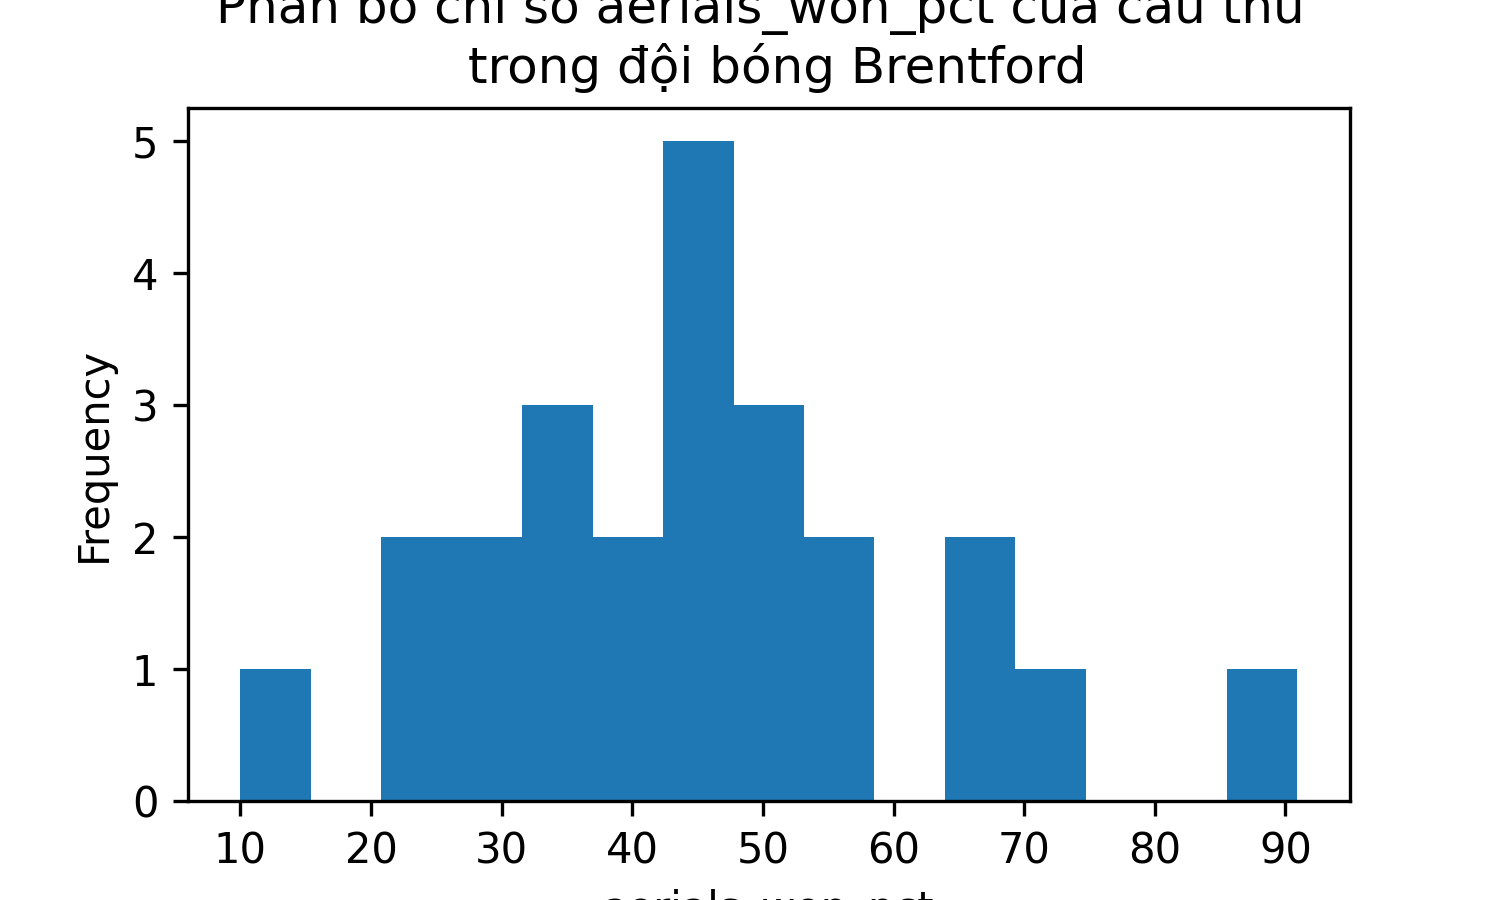 Phân bố chỉ số aerials_won_pct của cầu thủ
trong đội bóng Brentford
5
4
3
2
1
0
Frequency
10 20 30 40 50 60 70 80 90
aerials_won_pct